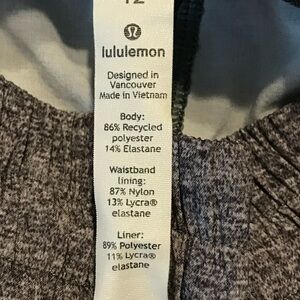 12
lululemon
Designed in
Vancouver
Made in Vietnam
Body:
86% Recycled
polyester
14% Elastane
Waistband
lining:
87% Nylon
13% Lycra®
elastane
Liner:
89% Polyester
11% Lycra®
elastane